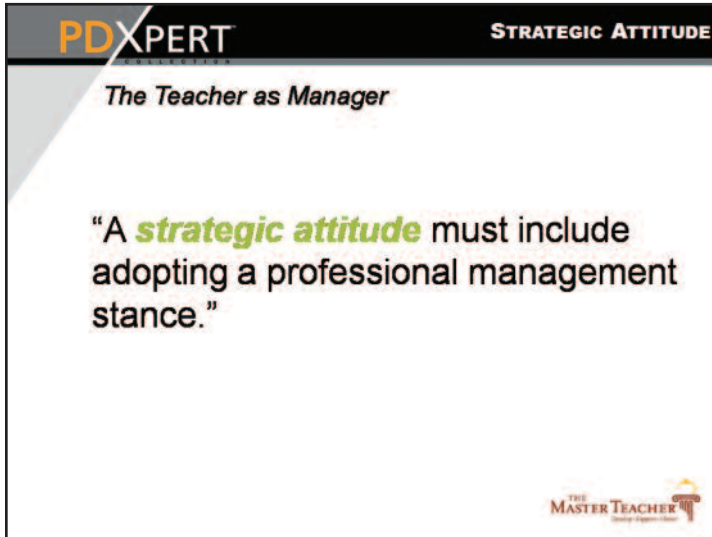 PDXPERT
COLLECTION
STRATEGIC ATTITUDE
The Teacher as Manager
“A strategic attitude must include
adopting a professional management
stance.”
THE
MASTER TEACHER